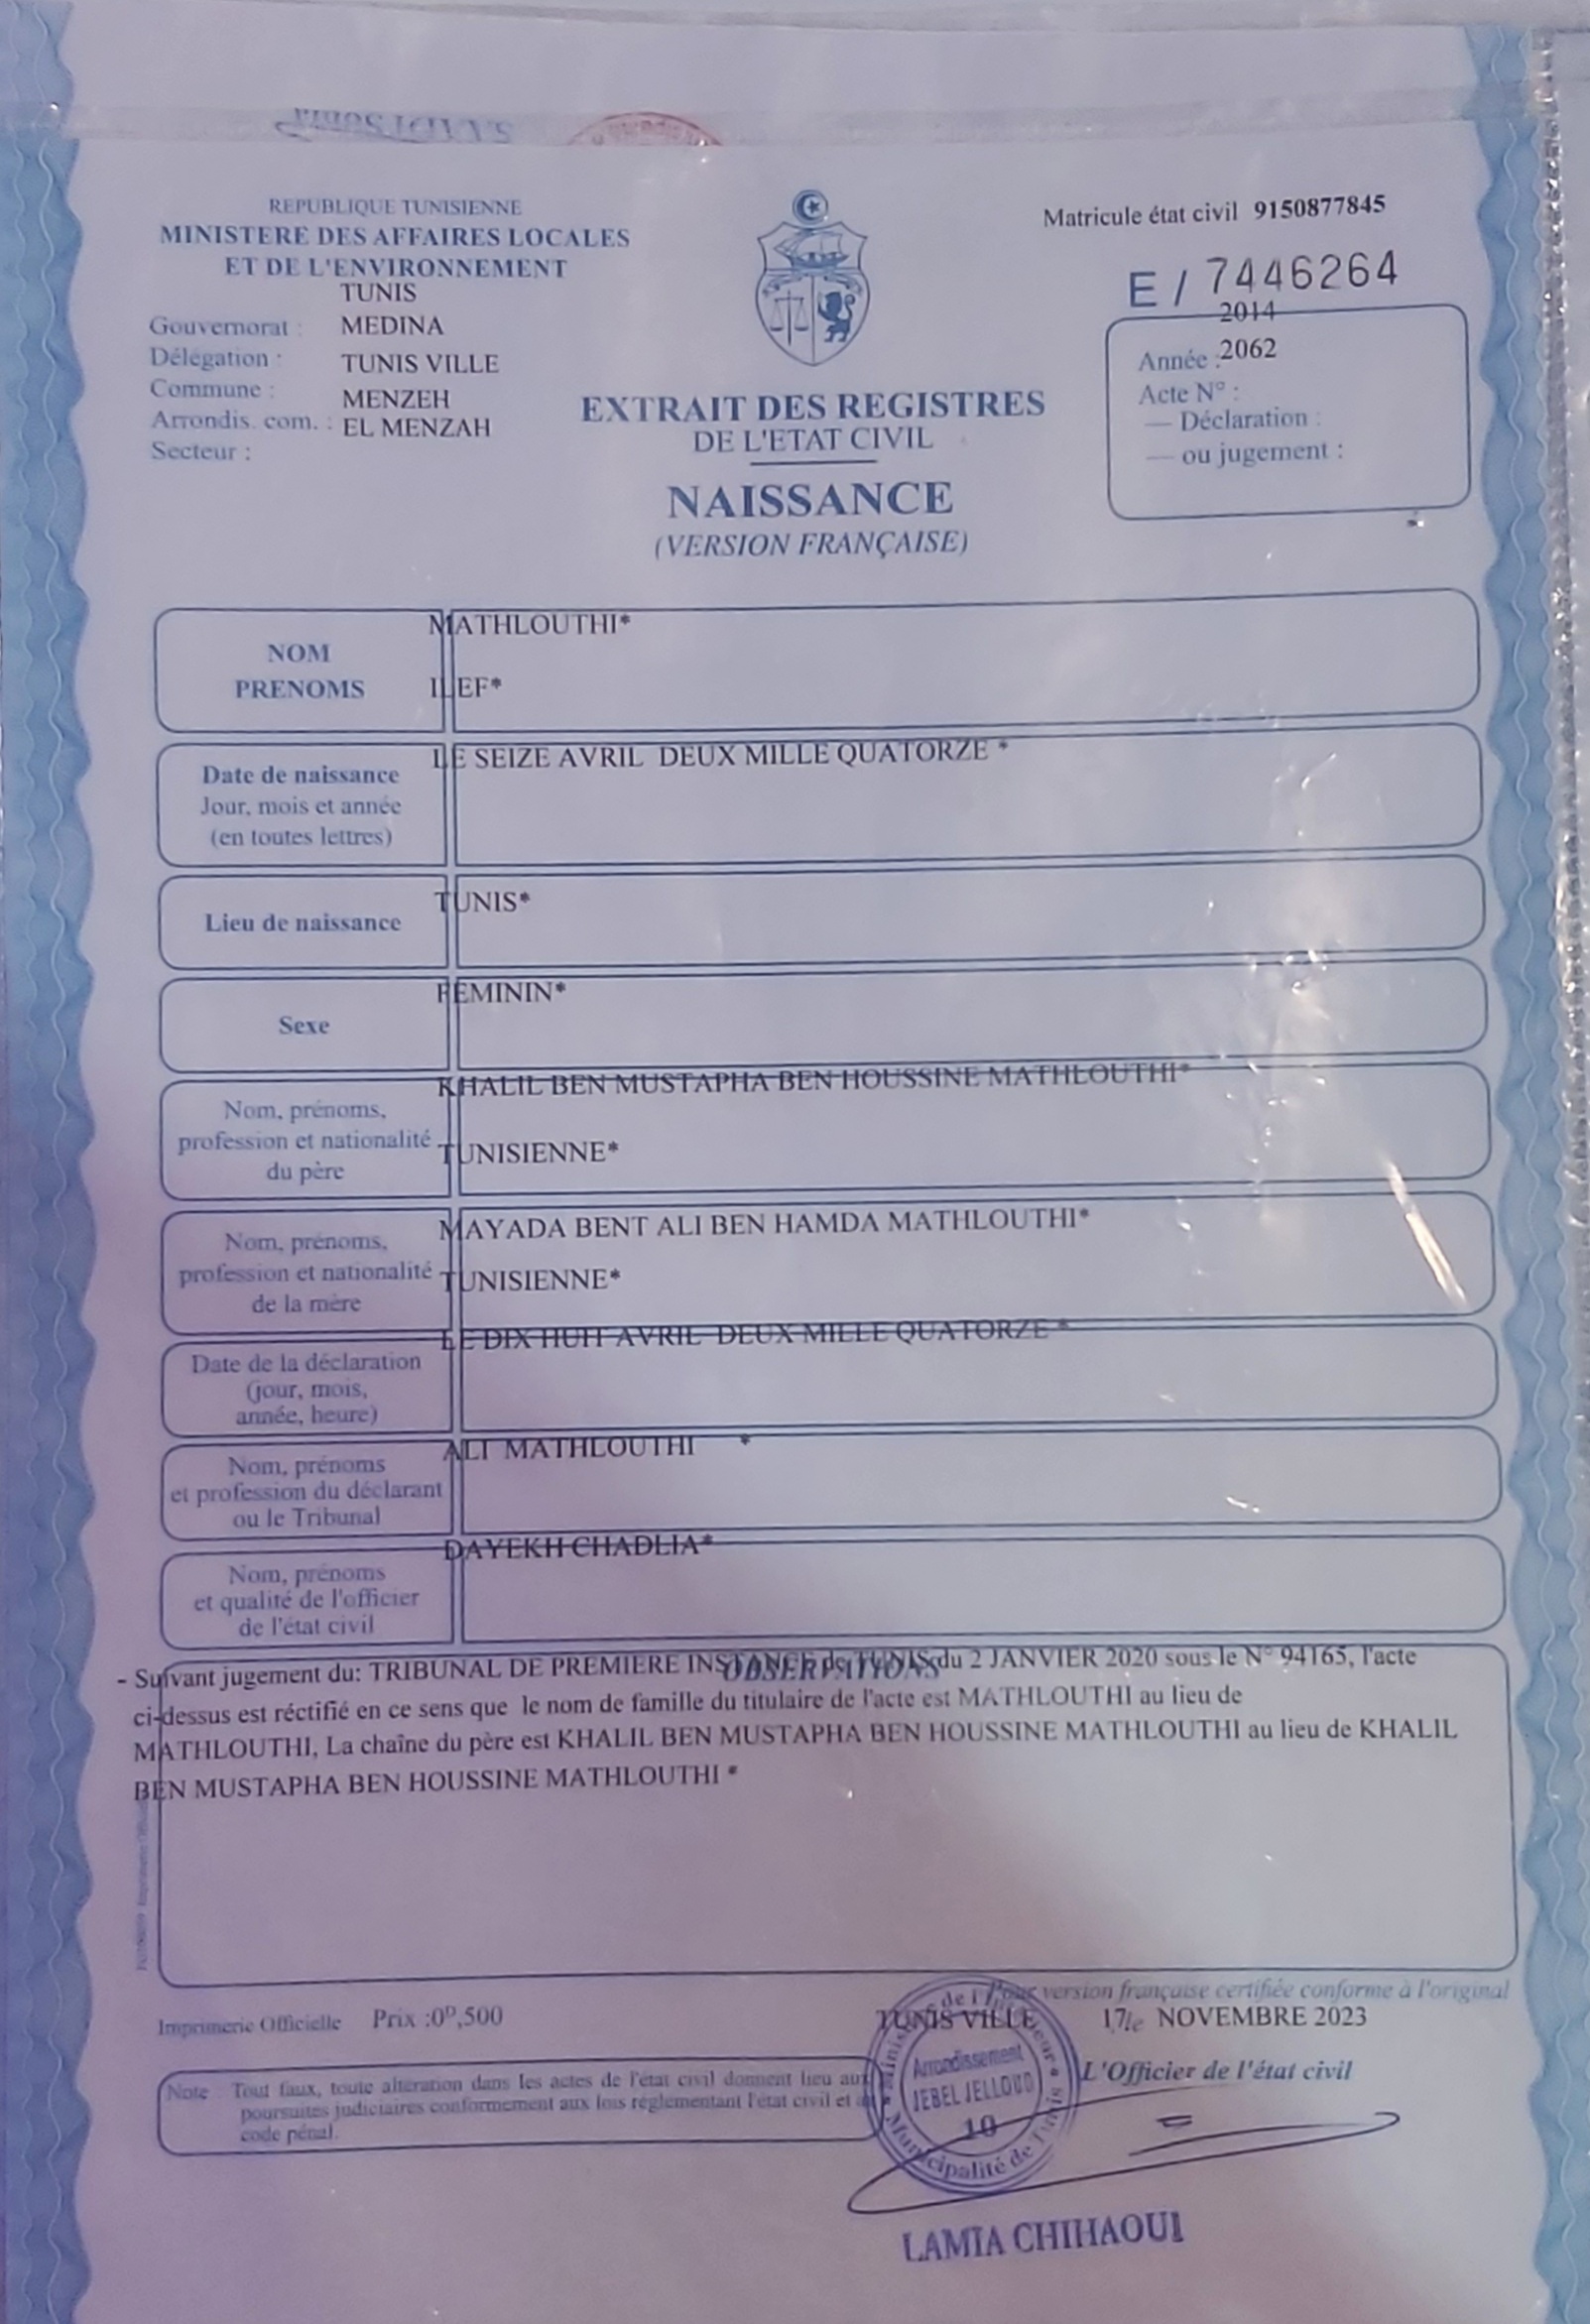 REPUBLIQUE TUNISIENNE
MINISTERE DES AFFAIRES LOCALES
ET DE L'ENVIRONNEMENT
TUNIS
Gouvernorat : MEDINA
Délégation : TUNIS VILLE
Commune : MENZEH
Arrondis. com. : EL MENZAH
Secteur :
Matricule état civil 9150877845
E / 7446264
2014
Année : 2062
Acte N° :
— Déclaration :
— ou jugement :
EXTRAIT DES REGISTRES
DE L'ETAT CIVIL
NAISSANCE
(VERSION FRANÇAISE)
NOM
PRENOMS
MATHLOUTHI*
ILEF*
Date de naissance
Jour, mois et année
(en toutes lettres)
LE SEIZE AVRIL DEUX MILLE QUATORZE *
Lieu de naissance
TUNIS*
Sexe
FEMININ*
Nom, prénoms,
profession et nationalité
du père
KHALIL BEN MUSTAPHA BEN HOUSSINE MATHLOUTHI*
TUNISIENNE*
Nom, prénoms,
profession et nationalité
de la mère
MAYADA BENT ALI BEN HAMDA MATHLOUTHI*
TUNISIENNE*
Date de la déclaration
(jour, mois,
année, heure)
LE DIX HUIT AVRIL DEUX MILLE QUATORZE *
Nom, prénoms
et profession du déclarant
ou le Tribunal
ALI MATHLOUTHI *
Nom, prénoms
et qualité de l'officier
de l'état civil
DAYEKH CHADLIA*
OBSERVATIONS
- Suivant jugement du: TRIBUNAL DE PREMIERE INSTANCE de TUNIS du 2 JANVIER 2020 sous le N° 94165, l'acte
ci-dessus est réctifié en ce sens que le nom de famille du titulaire de l'acte est MATHLOUTHI au lieu de
MATHLOUTHI, La chaîne du père est KHALIL BEN MUSTAPHA BEN HOUSSINE MATHLOUTHI au lieu de KHALIL
BEN MUSTAPHA BEN HOUSSINE MATHLOUTHI *
Pour version française certifiée conforme à l'original
Imprimerie Officielle Prix :0D,500
TUNIS VILLE 17 le NOVEMBRE 2023
L'Officier de l'état civil
Note : Tout faux, toute altération dans les actes de l'état civil donnent lieu aux
poursuites judiciaires conformement aux lois réglementant l'état civil et au
code pénal.
Ministère de l'Intérieur
Arrondissement
JEBEL JELLOUD
10
Municipalité de Tunis
LAMIA CHIHAOUI